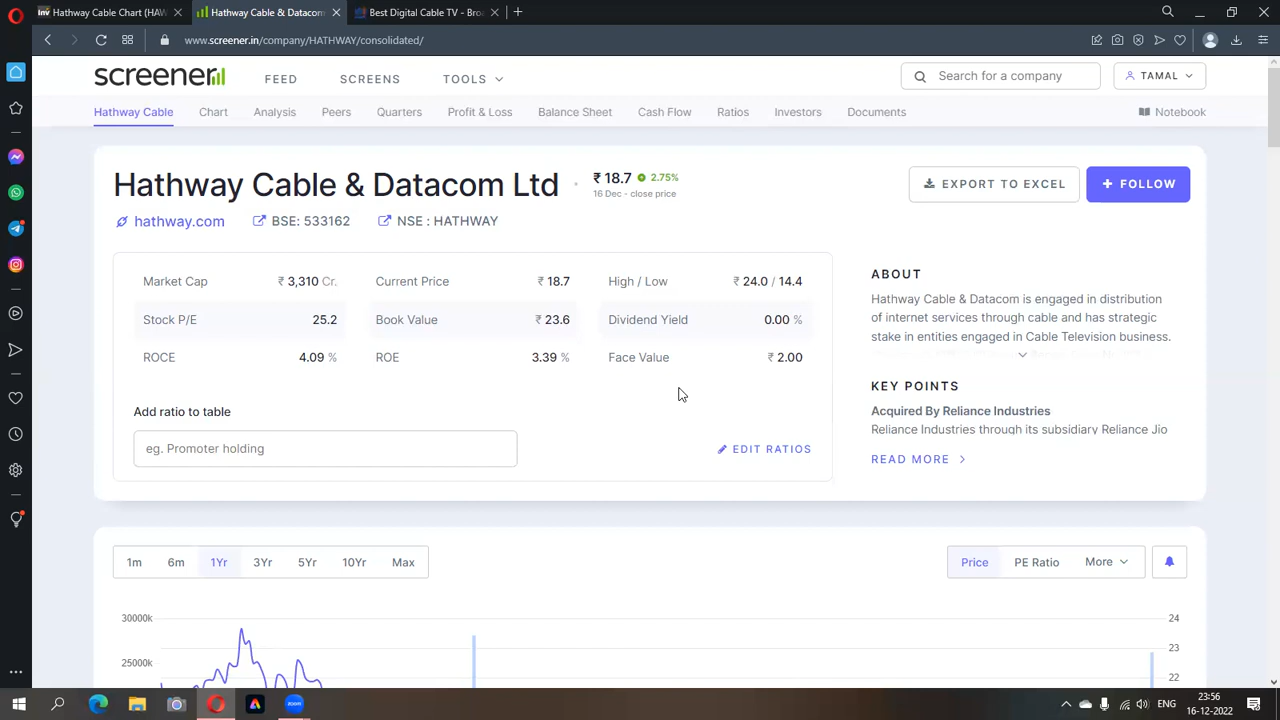 Hathway Cable Chart (HAW
Hathway Cable & Datacom
Best Digital Cable TV - Broa
www.screener.in/company/HATHWAY/consolidated/
screener
FEED
SCREENS
TOOLS
Search for a company
TAMAL
Hathway Cable
Chart
Analysis
Peers
Quarters
Profit & Loss
Balance Sheet
Cash Flow
Ratios
Investors
Documents
Notebook
Hathway Cable & Datacom Ltd
₹ 18.7 2.75%
16 Dec - close price
EXPORT TO EXCEL
+ FOLLOW
hathway.com
BSE: 533162
NSE : HATHWAY
Market Cap ₹ 3,310 Cr.
Current Price ₹ 18.7
High / Low ₹ 24.0 / 14.4
Stock P/E 25.2
Book Value ₹ 23.6
Dividend Yield 0.00 %
ROCE 4.09 %
ROE 3.39 %
Face Value ₹ 2.00
Add ratio to table
eg. Promoter holding
EDIT RATIOS
ABOUT
Hathway Cable & Datacom is engaged in distribution
of internet services through cable and has strategic
stake in entities engaged in Cable Television business.
KEY POINTS
Acquired By Reliance Industries
Reliance Industries through its subsidiary Reliance Jio
READ MORE
1m
6m
1Yr
3Yr
5Yr
10Yr
Max
Price
PE Ratio
More
30000k
24
23
25000k
22
zoom
ENG
23:56
16-12-2022